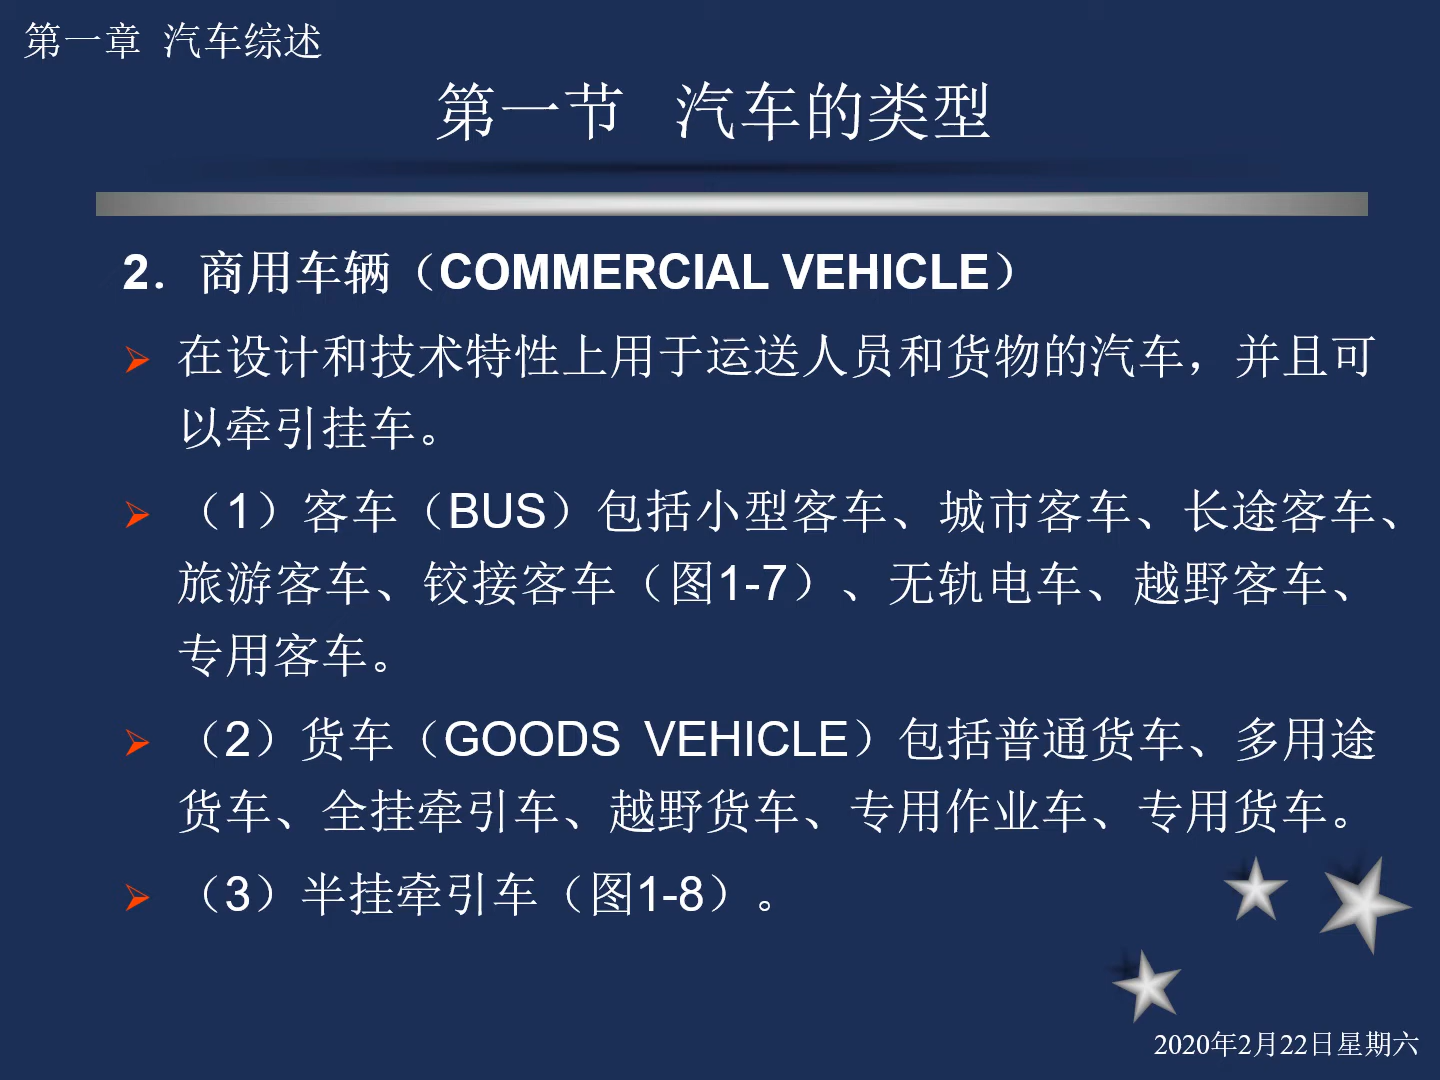 第一章 汽车综述
第一节 汽车的类型
2. 商用车辆（COMMERCIAL VEHICLE）
在设计和技术特性上用于运送人员和货物的汽车，并且可
以牵引挂车。
（1）客车（BUS）包括小型客车、城市客车、长途客车、
旅游客车、铰接客车（图1-7）、无轨电车、越野客车、
专用客车。
（2）货车（GOODS VEHICLE）包括普通货车、多用途
货车、全挂牵引车、越野货车、专用作业车、专用货车。
（3）半挂牵引车（图1-8）。
2020年2月22日星期六